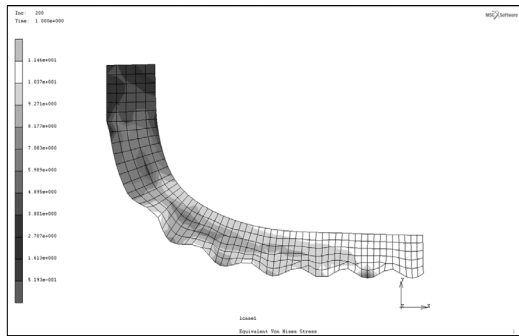 Inc: 200
Time: 1.000e+000
MSC Software
1.146e+001
1.037e+001
9.271e+000
8.177e+000
7.083e+000
5.989e+000
4.895e+000
3.801e+000
2.707e+000
1.613e+000
5.193e-001
Y
Z
X
lcase1
Equivalent Von Mises Stress
1